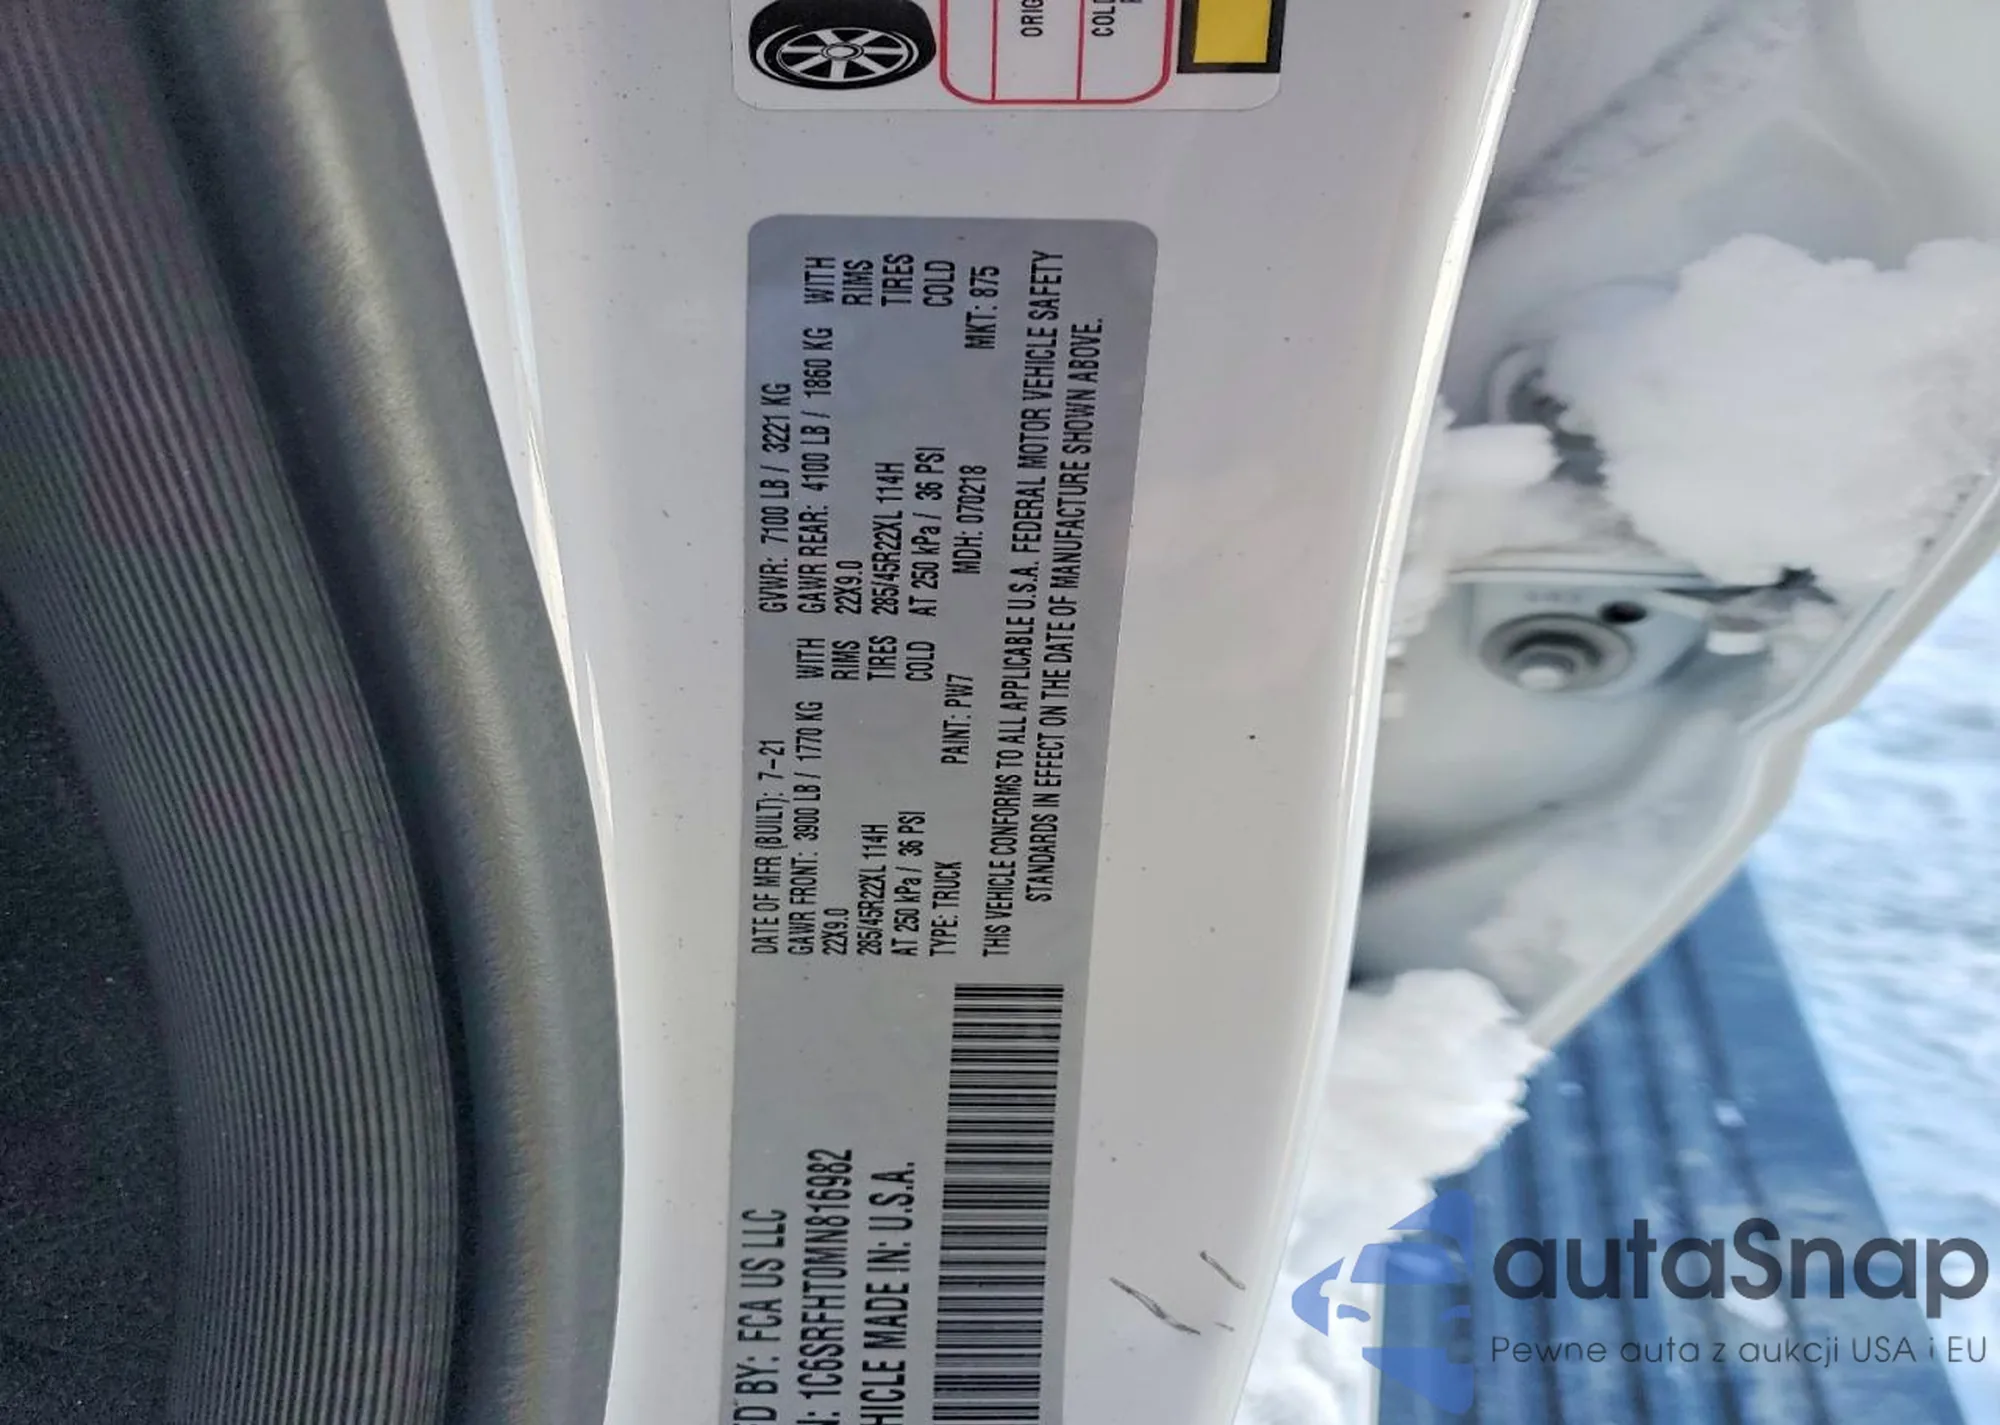 ORIG
COLD
D BY: FCA US LLC
N: 1C6SRFHT0MN816982
HICLE MADE IN: U.S.A.
DATE OF MFR (BUILT): 7-21 GVWR: 7100 LB / 3221 KG
GAWR FRONT: 3900 LB / 1770 KG WITH GAWR REAR: 4100 LB / 1860 KG WITH
22X9.0 RIMS 22X9.0 RIMS
285/45R22XL 114H TIRES 285/45R22XL 114H TIRES
AT 250 kPa / 36 PSI COLD AT 250 kPa / 36 PSI COLD
TYPE: TRUCK PAINT: PW7 MDH: 070218 MKT: 875
THIS VEHICLE CONFORMS TO ALL APPLICABLE U.S.A. FEDERAL MOTOR VEHICLE SAFETY
STANDARDS IN EFFECT ON THE DATE OF MANUFACTURE SHOWN ABOVE.
autaSnap
Pewne auta z aukcji USA i EU